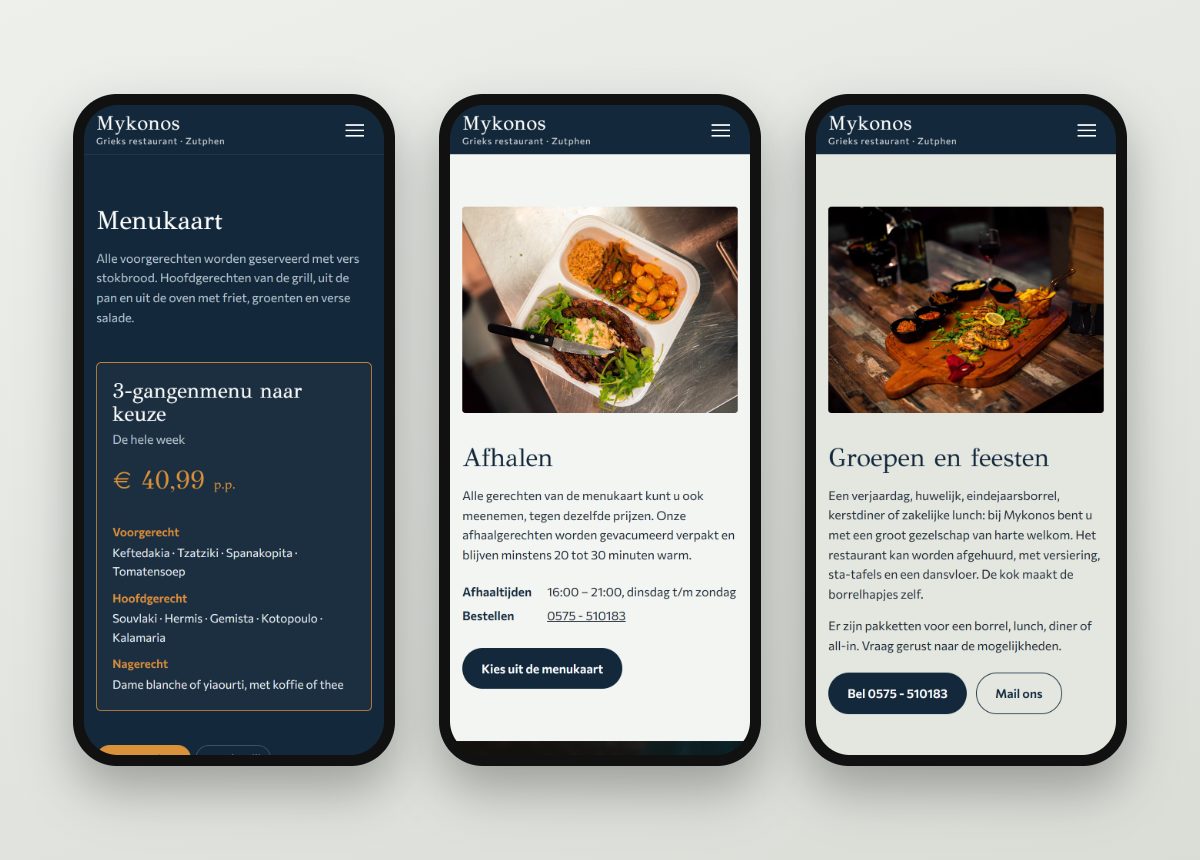 Mykonos
Grieks restaurant · Zutphen
Menukaart
Alle voorgerechten worden geserveerd met vers
stokbrood. Hoofdgerechten van de grill, uit de
pan en uit de oven met friet, groenten en verse
salade.
3-gangenmenu naar
keuze
De hele week
€ 40,99 p.p.
Voorgerecht
Keftedakia · Tzatziki · Spanakopita ·
Tomatensoep
Hoofdgerecht
Souvlaki · Hermis · Gemista · Kotopoulo ·
Kalamaria
Nagerecht
Dame blanche of yiaourti, met koffie of thee
Mykonos
Grieks restaurant · Zutphen
Afhalen
Alle gerechten van de menukaart kunt u ook
meenemen, tegen dezelfde prijzen. Onze
afhaalgerechten worden gevacumeerd verpakt en
blijven minstens 20 tot 30 minuten warm.
Afhaaltijden 16:00 – 21:00, dinsdag t/m zondag
Bestellen 0575 - 510183
Kies uit de menukaart
Mykonos
Grieks restaurant · Zutphen
Groepen en feesten
Een verjaardag, huwelijk, eindejaarsborrel,
kerstdiner of zakelijke lunch: bij Mykonos bent u
met een groot gezelschap van harte welkom. Het
restaurant kan worden afgehuurd, met versiering,
sta-tafels en een dansvloer. De kok maakt de
borrelhapjes zelf.
Er zijn pakketten voor een borrel, lunch, diner of
all-in. Vraag gerust naar de mogelijkheden.
Bel 0575 - 510183
Mail ons